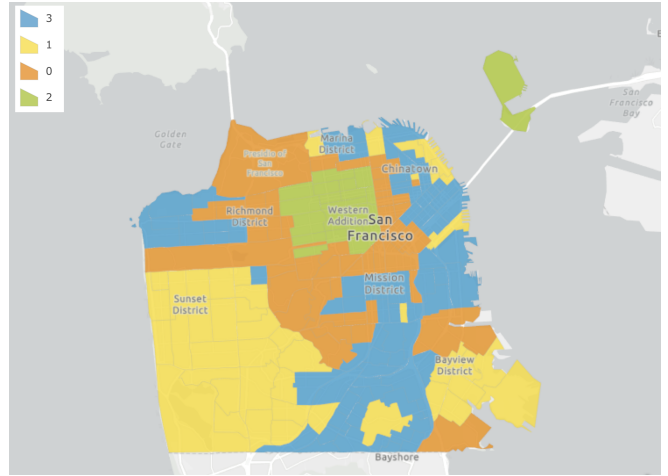 3
1
0
2
San
Francisco
Bay
Golden
Gate
Marina
District
Presidio of
San
Francisco
Chinatown
Richmond
District
Western
Addition
San
Francisco
Mission
District
Sunset
District
Bayview
District
Bayshore